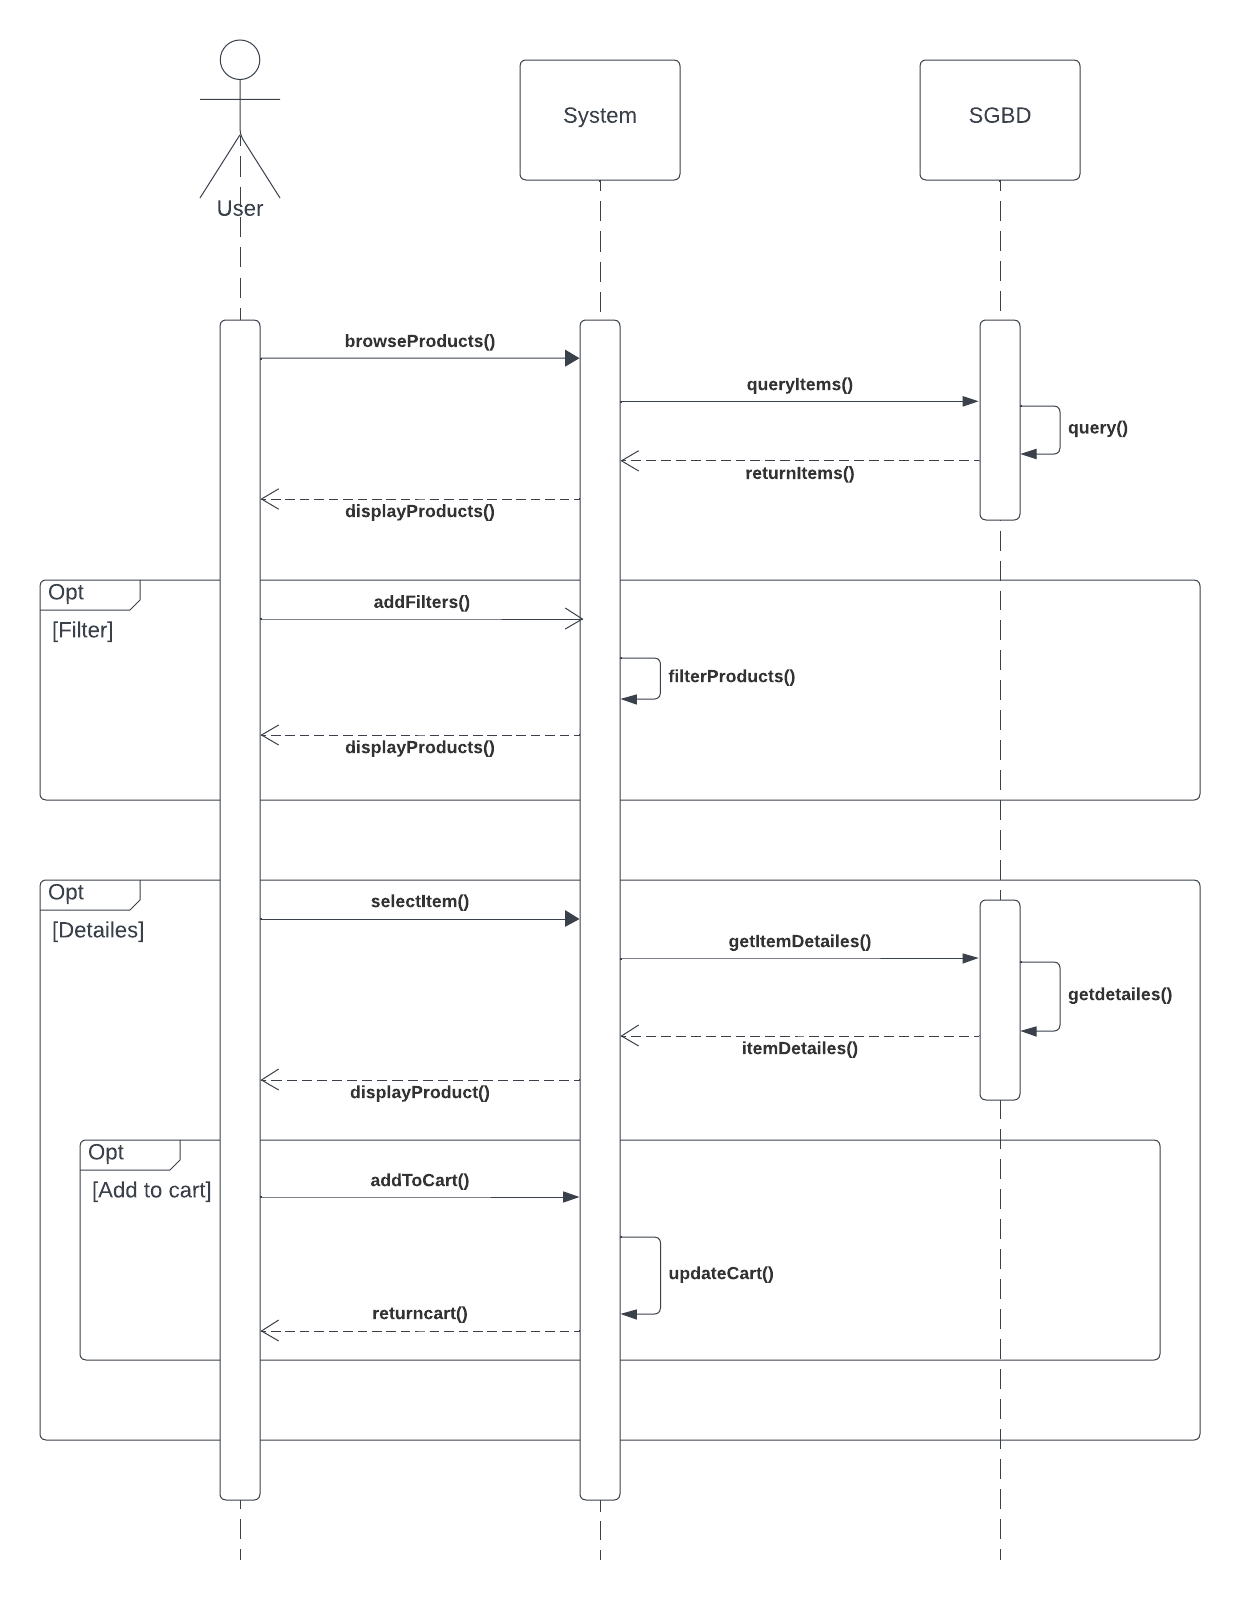 User
System
SGBD
browseProducts()
queryItems()
query()
returnItems()
displayProducts()
Opt
[Filter]
addFilters()
filterProducts()
displayProducts()
Opt
[Detailes]
selectItem()
getItemDetailes()
getdetailes()
itemDetailes()
displayProduct()
Opt
[Add to cart]
addToCart()
updateCart()
returncart()